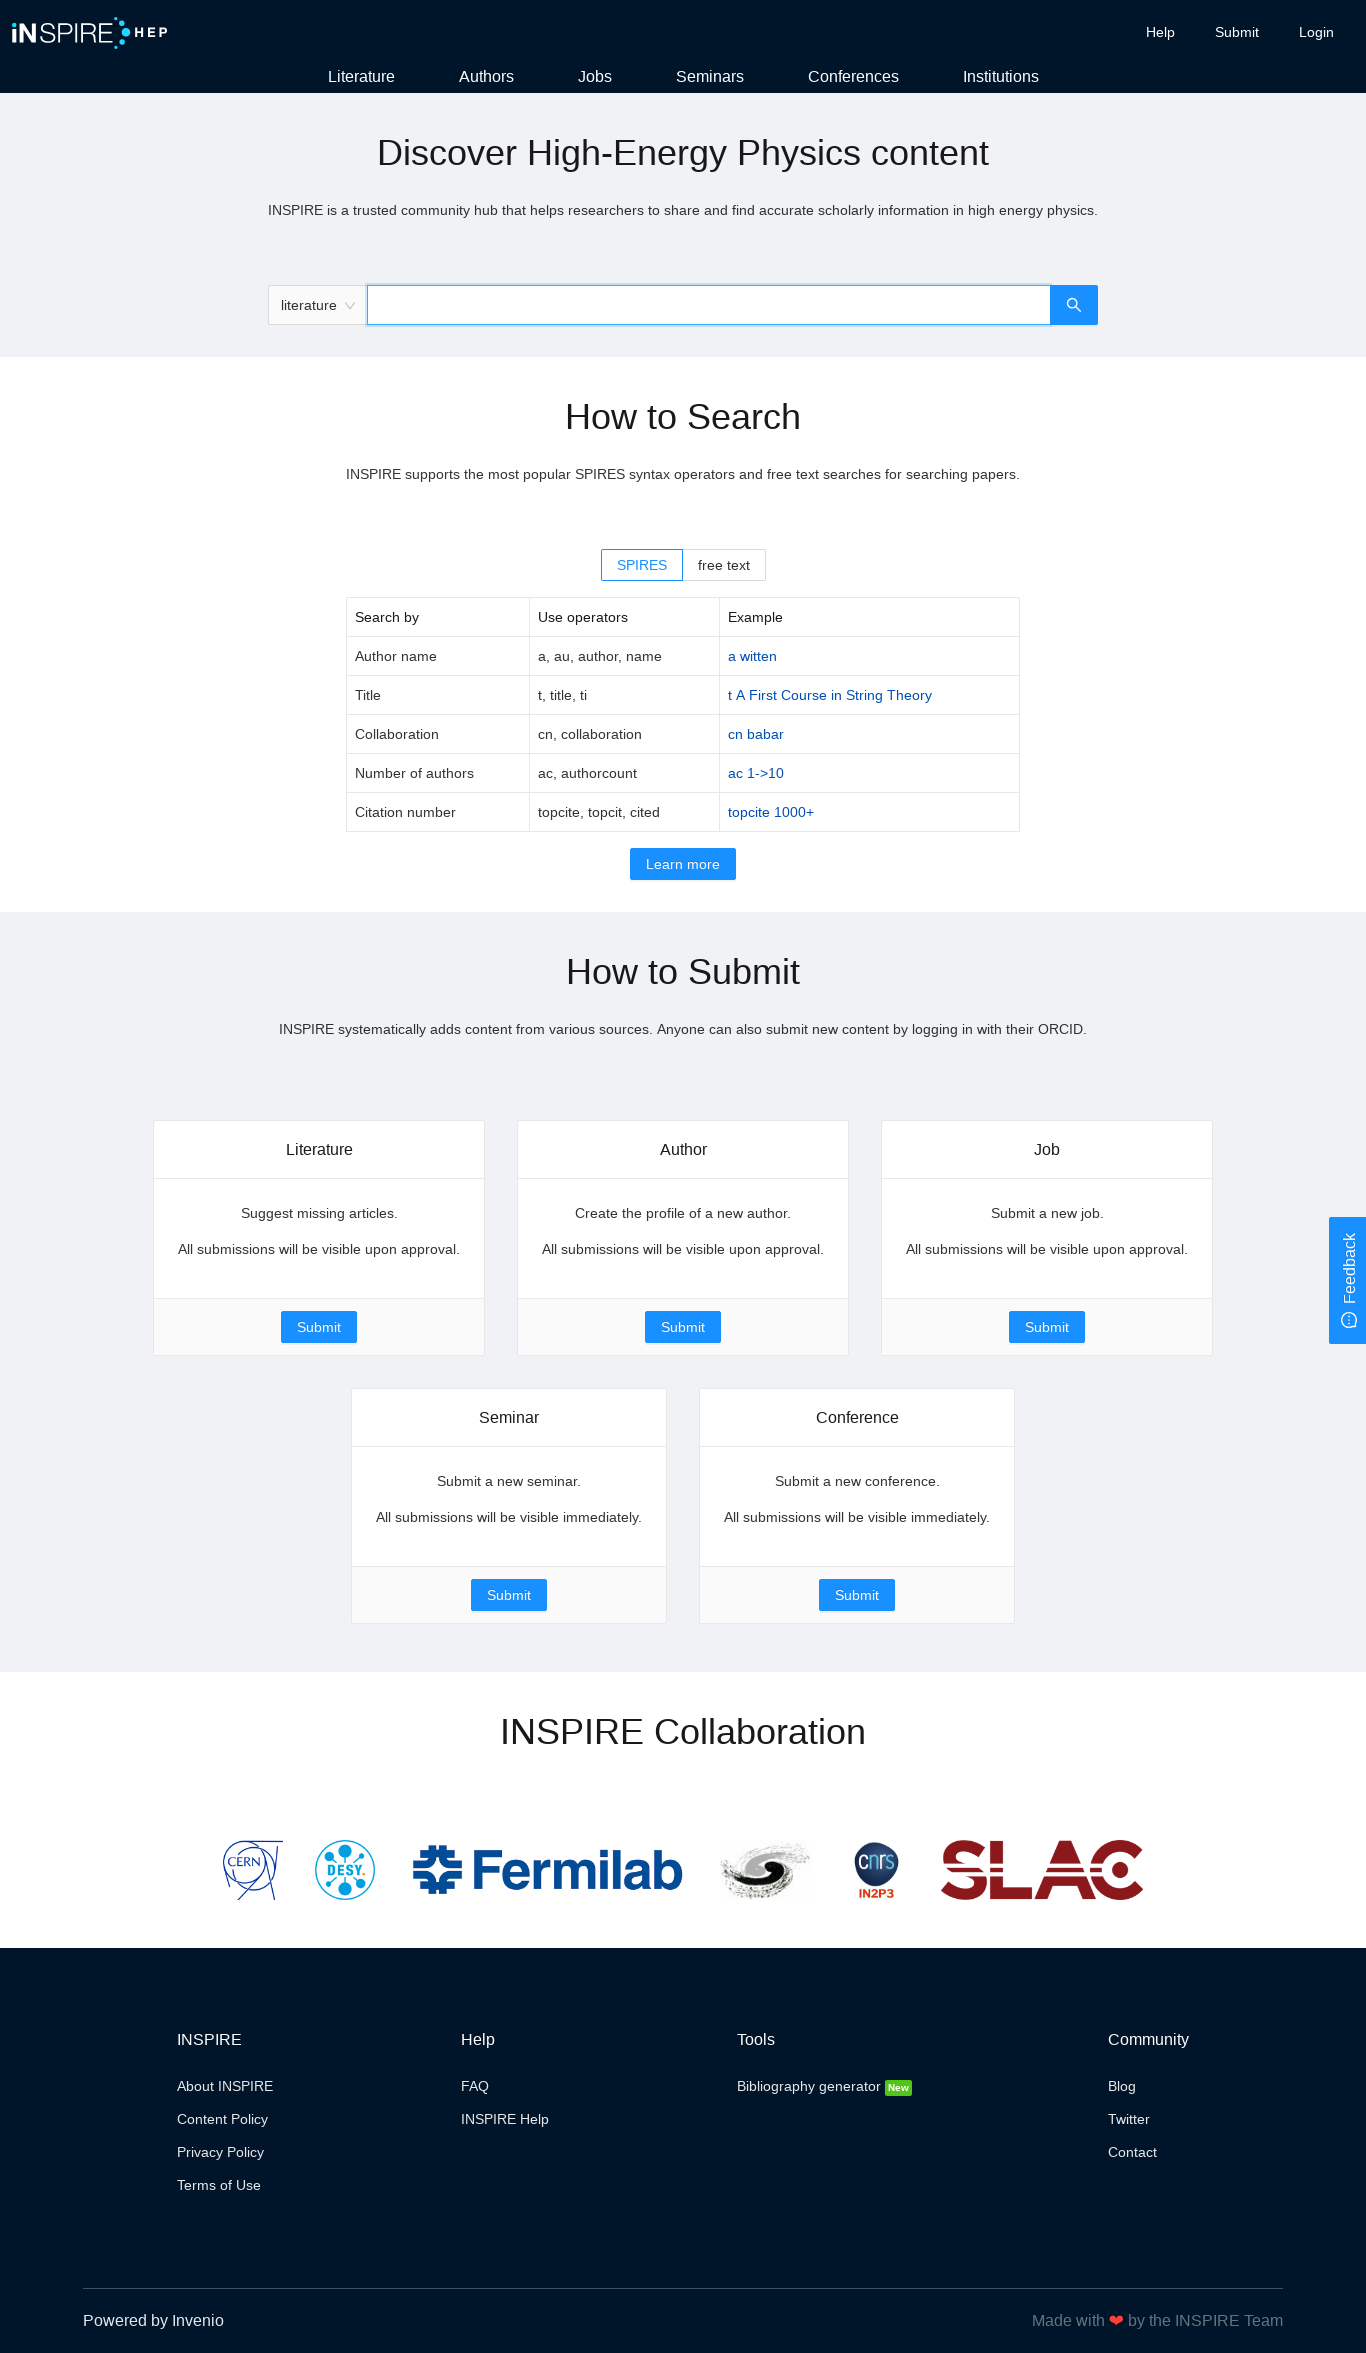 iNSPIRE HEP
Help Submit Login
Literature Authors Jobs Seminars Conferences Institutions
Discover High-Energy Physics content
INSPIRE is a trusted community hub that helps researchers to share and find accurate scholarly information in high energy physics.
literature
How to Search
INSPIRE supports the most popular SPIRES syntax operators and free text searches for searching papers.
SPIRES free text
Search by Use operators Example
Author name a, au, author, name a witten
Title t, title, ti t A First Course in String Theory
Collaboration cn, collaboration cn babar
Number of authors ac, authorcount ac 1->10
Citation number topcite, topcit, cited topcite 1000+
Learn more
How to Submit
INSPIRE systematically adds content from various sources. Anyone can also submit new content by logging in with their ORCID.
Literature Author Job
Suggest missing articles. Create the profile of a new author. Submit a new job.
All submissions will be visible upon approval. All submissions will be visible upon approval. All submissions will be visible upon approval.
Submit Submit Submit
Feedback
Seminar Conference
Submit a new seminar. Submit a new conference.
All submissions will be visible immediately. All submissions will be visible immediately.
Submit Submit
INSPIRE Collaboration
CERN DESY. Fermilab cnrs SLAC
IN2P3
INSPIRE Help Tools Community
About INSPIRE FAQ Bibliography generator New Blog
Content Policy INSPIRE Help Twitter
Privacy Policy Contact
Terms of Use
Powered by Invenio Made with ❤ by the INSPIRE Team